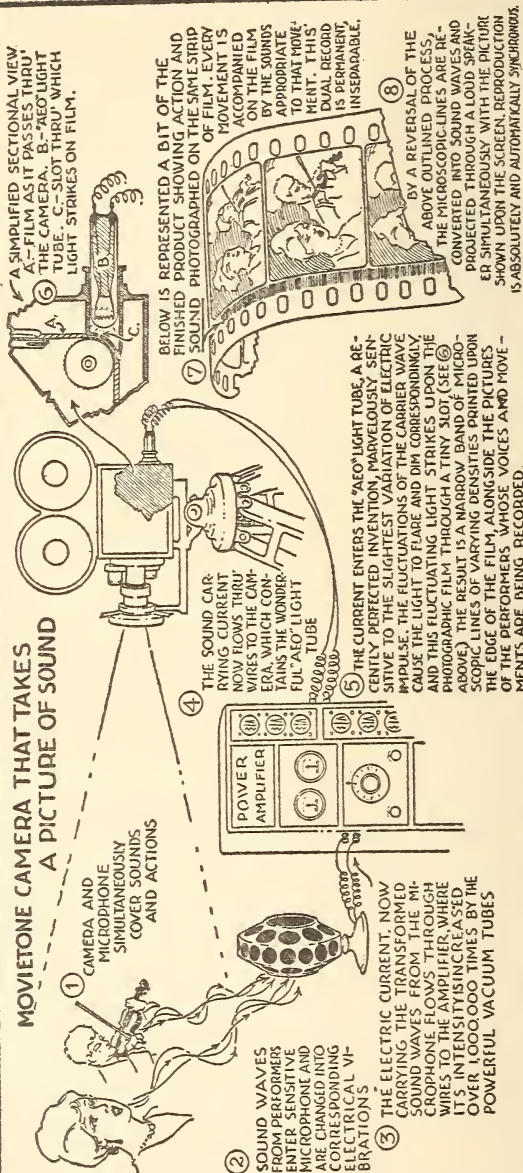 MOVIETONE CAMERA THAT TAKES
A PICTURE OF SOUND
① CAMERA AND
MICROPHONE
SIMULTANEOUSLY
COVER SOUNDS
AND ACTIONS
② SOUND WAVES
FROM PERFORMERS
ENTER SENSITIVE
MICROPHONE AND
ARE CHANGED INTO
CORRESPONDING
ELECTRICAL VI-
BRATIONS
③ THE ELECTRIC CURRENT, NOW
CARRYING THE TRANSFORMED
SOUND WAVES FROM THE MI-
CROPHONE, FLOWS THROUGH
WIRES TO THE AMPLIFIER, WHERE
ITS INTENSITY IS INCREASED
OVER 1,000,000 TIMES BY THE
POWERFUL VACUUM TUBES
POWER
AMPLIFIER
④ THE SOUND CAR-
RYING CURRENT
NOW FLOWS THRU'
WIRES TO THE CAM-
ERA, WHICH CON-
TAINS THE WONDER-
FUL "AEO" LIGHT
TUBE
⑤ THE CURRENT ENTERS THE "AEO" LIGHT TUBE, A RE-
CENTLY PERFECTED INVENTION, MARVELOUSLY SEN-
SITIVE TO THE SLIGHTEST VARIATION OF ELECTRIC
IMPULSE. THE FLUCTUATIONS OF THE CARRIER WAVE
CAUSE THE LIGHT TO FLARE AND DIM CORRESPONDINGLY,
AND THIS FLUCTUATING LIGHT STRIKES UPON THE
PHOTOGRAPHIC FILM THROUGH A TINY SLOT, (SEE ⑥
ABOVE) THE RESULT IS A NARROW BAND OF MICRO-
SCOPIC LINES OF VARYING DENSITIES PRINTED UPON
THE EDGE OF THE FILM, ALONGSIDE THE PICTURES
OF THE PERFORMERS WHOSE VOICES AND MOVE-
MENTS ARE BEING RECORDED.
⑥ A SIMPLIFIED SECTIONAL VIEW.
A.-FILM AS IT PASSES THRU'
THE CAMERA. B.-"AEO" LIGHT
TUBE. C.-SLOT THRU' WHICH
LIGHT STRIKES ON FILM.
A.
B
C.
⑦ BELOW IS REPRESENTED A BIT OF THE
FINISHED PRODUCT SHOWING ACTION AND
SOUND PHOTOGRAPHED ON THE SAME STRIP
OF FILM. EVERY
MOVEMENT IS
ACCOMPANIED
ON THE FILM
BY THE SOUNDS
APPROPRIATE
TO THAT MOVE-
MENT. THIS
DUAL RECORD
IS PERMANENT,
INSEPARABLE.
⑧ BY A REVERSAL OF THE
ABOVE OUTLINED PROCESS,
THE MICROSCOPIC-LINES ARE RE-
CONVERTED INTO SOUND WAVES AND
PROJECTED THROUGH A LOUD SPEAK-
ER SIMULTANEOUSLY WITH THE PICTURE
SHOWN UPON THE SCREEN. REPRODUCTION
IS ABSOLUTELY AND AUTOMATICALLY SYNCHRONOUS.